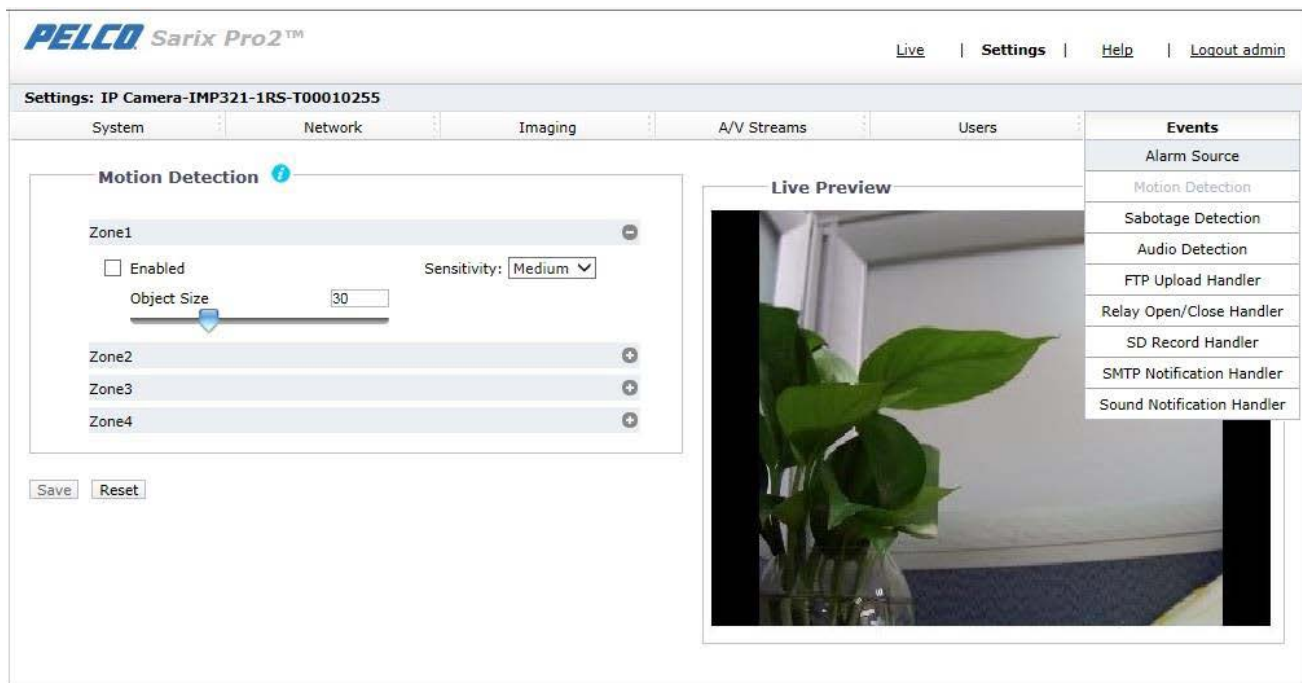 PELCO Sarix Pro2™
Live | Settings | Help | Logout admin
Settings: IP Camera-IMP321-1RS-T00010255
System Network Imaging A/V Streams Users Events
Alarm Source
Motion Detection
Sabotage Detection
Audio Detection
FTP Upload Handler
Relay Open/Close Handler
SD Record Handler
SMTP Notification Handler
Sound Notification Handler
Motion Detection i
Zone1
Enabled Sensitivity: Medium
Object Size 30
Zone2
Zone3
Zone4
Save Reset
Live Preview